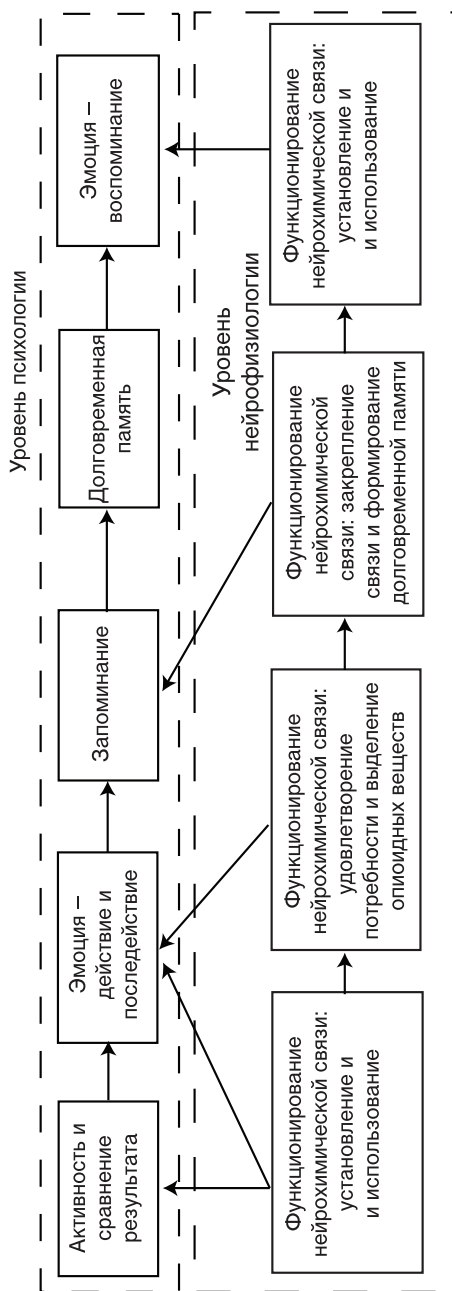 Уровень психологии
Активность и
сравнение
результата
Эмоция –
действие и
последействие
Запоминание
Долговременная
память
Эмоция –
воспоминание
Уровень
нейрофизиологии
Функционирование
нейрохимической связи:
установление и
и использование
Функционирование
нейрохимической связи:
удовлетворение
потребности и выделение
опиоидных веществ
Функционирование
нейрохимической
связи: закрепление
связи и формирование
долговременной памяти
Функционирование
нейрохимической связи:
установление и
и использование